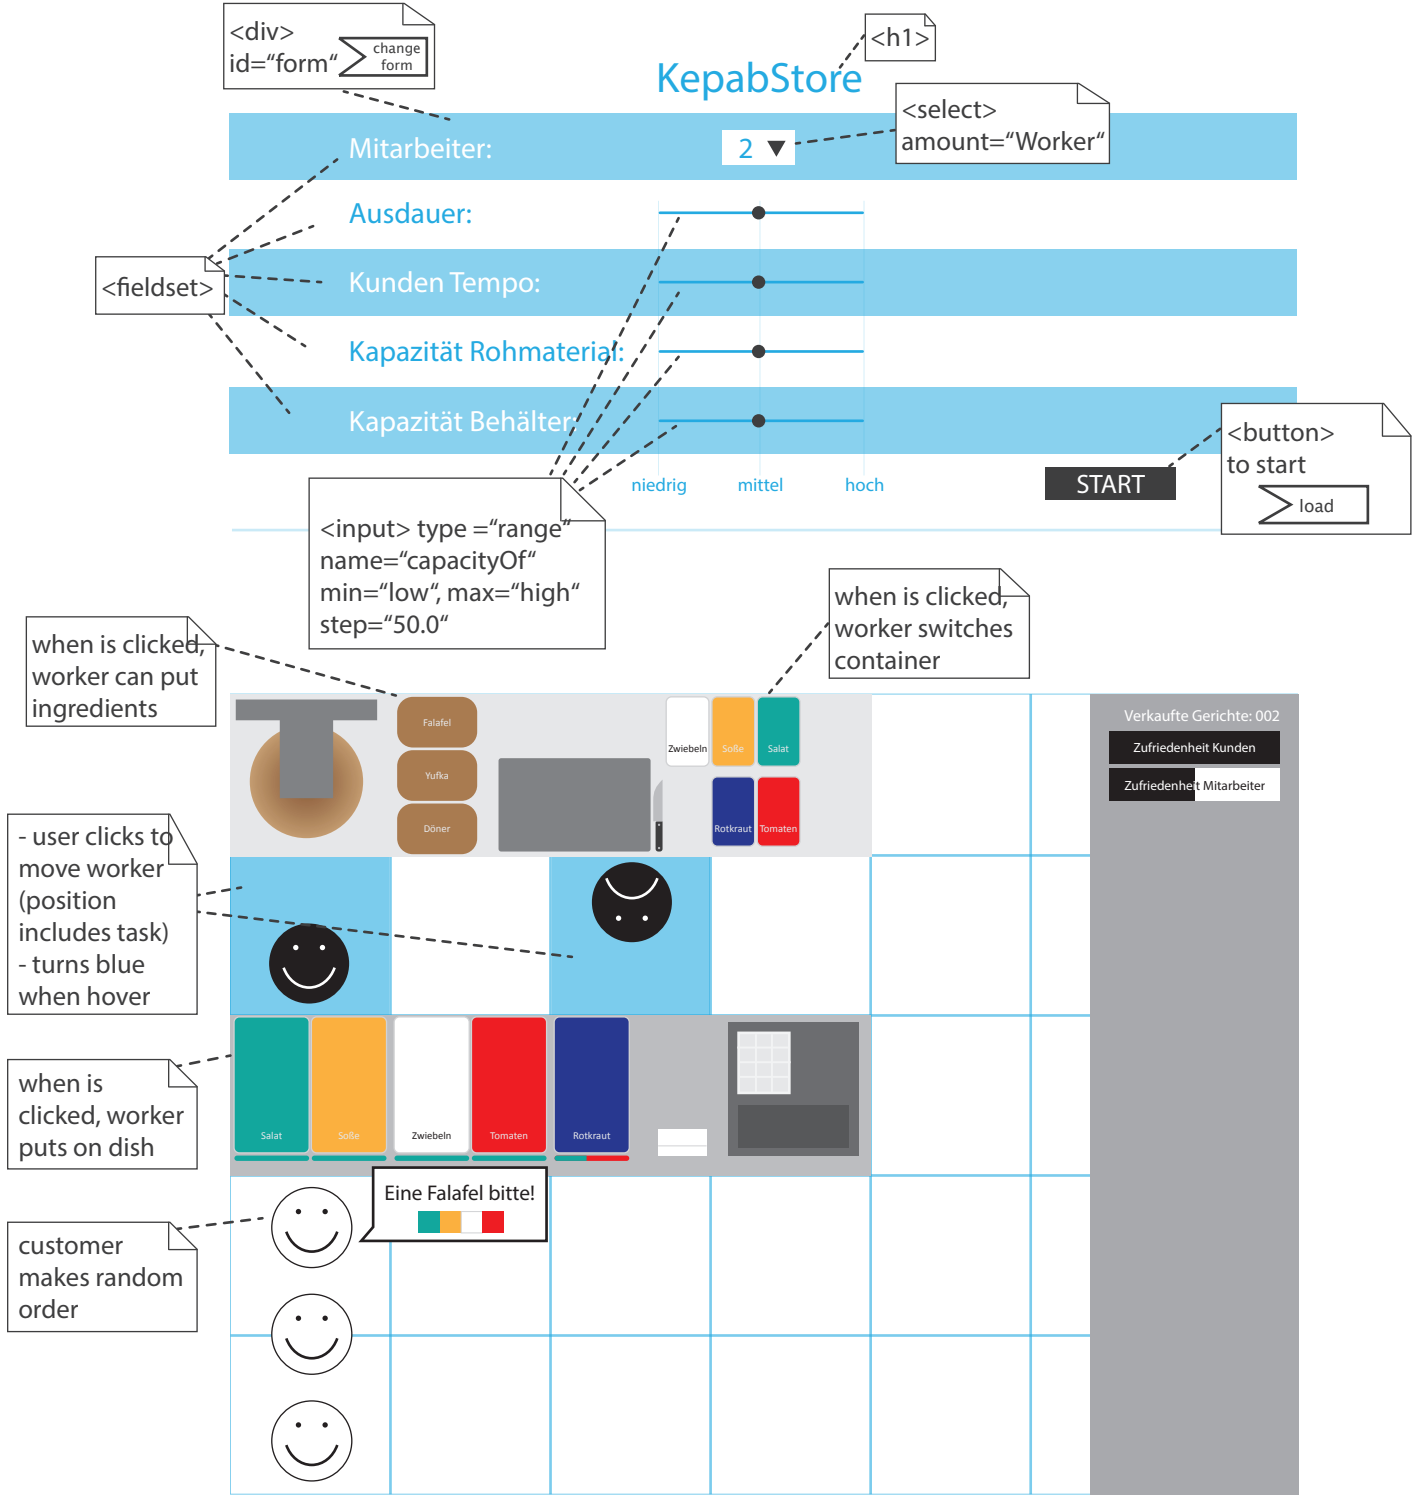 <div>
id=“form“
change
form
<h1>
KepabStore
<select>
amount=“Worker“
Mitarbeiter:
2
Ausdauer:
<fieldset>
Kunden Tempo:
Kapazität Rohmaterial:
Kapazität Behälter:
niedrig
mittel
hoch
START
<button>
to start
load
<input> type =“range“
name=“capacityOf“
min=“low“, max=“high“
step=“50.0“
when is clicked,
worker switches
container
when is clicked,
worker can put
ingredients
Falafel
Yufka
Döner
Zwiebeln
Soße
Salat
Rotkraut
Tomaten
Verkaufte Gerichte: 002
Zufriedenheit Kunden
Zufriedenheit Mitarbeiter
- user clicks to
move worker
(position
includes task)
- turns blue
when hover
when is
clicked, worker
puts on dish
Salat
Soße
Zwiebeln
Tomaten
Rotkraut
Eine Falafel bitte!
customer
makes random
order